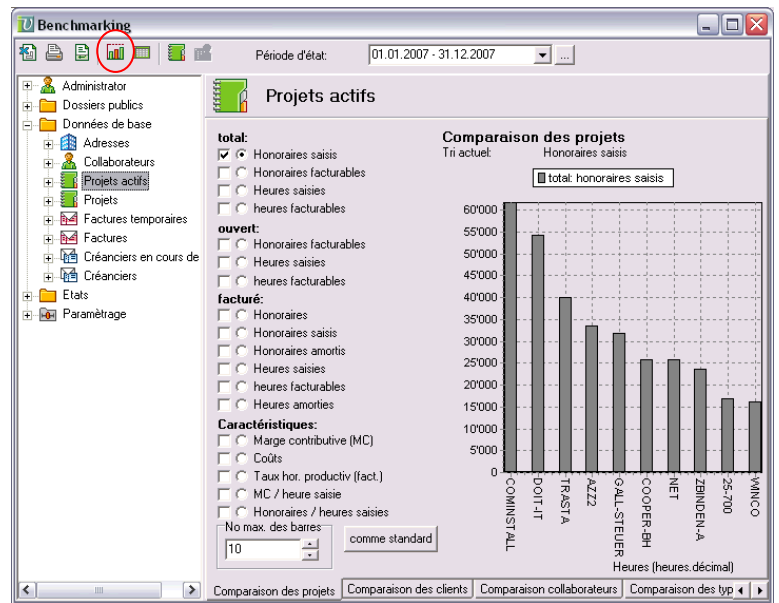 Benchmarking
Période d'état: 01.01.2007 - 31.12.2007 ...
Administrator
Dossiers publics
Données de base
Adresses
Collaborateurs
Projets actifs
Projets
Factures temporaires
Factures
Créanciers en cours de
Créanciers
Etats
Paramètrage
Projets actifs
total:
Honoraires saisis
Honoraires facturables
Heures saisies
heures facturables
ouvert:
Honoraires facturables
Heures saisies
heures facturables
facturé:
Honoraires
Honoraires saisis
Honoraires amortis
Heures saisies
heures facturables
Heures amorties
Caractéristiques:
Marge contributive (MC)
Coûts
Taux hor. productiv (fact.)
MC / heure saisie
Honoraires / heures saisies
No max. des barres
10
comme standard
Comparaison des projets
Tri actuel: Honoraires saisis
total: honoraires saisis
60'000
55'000
50'000
45'000
40'000
35'000
30'000
25'000
20'000
15'000
10'000
5'000
0
COMINSTALL
DOIT-IT
TRASTA
AZZ2
GALL-STEUER
COOPER-BH
NET
ZBINDEN-A
25-700
WINCO
Heures (heures.décimal)
Comparaison des projets Comparaison des clients Comparaison collaborateurs Comparaison des typ